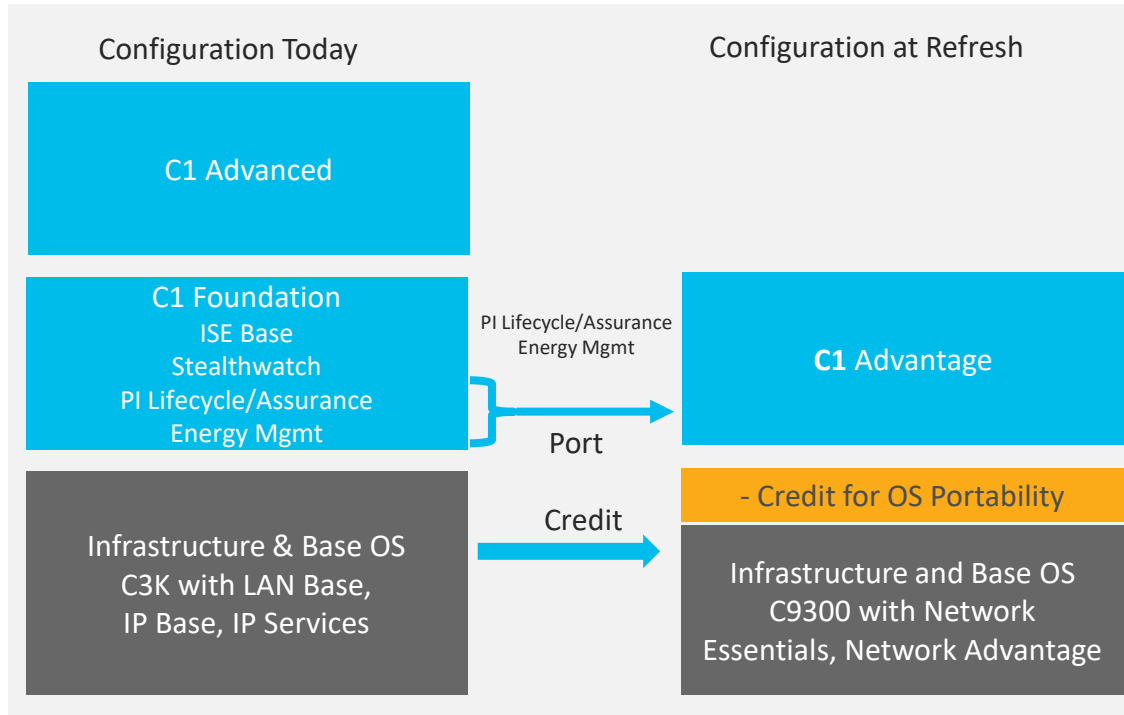 Configuration Today
Configuration at Refresh
C1 Advanced
C1 Foundation
ISE Base
Stealthwatch
PI Lifecycle/Assurance
Energy Mgmt
PI Lifecycle/Assurance
Energy Mgmt
Port
C1 Advantage
Infrastructure & Base OS
C3K with LAN Base,
IP Base, IP Services
Credit
- Credit for OS Portability
Infrastructure and Base OS
C9300 with Network
Essentials, Network Advantage